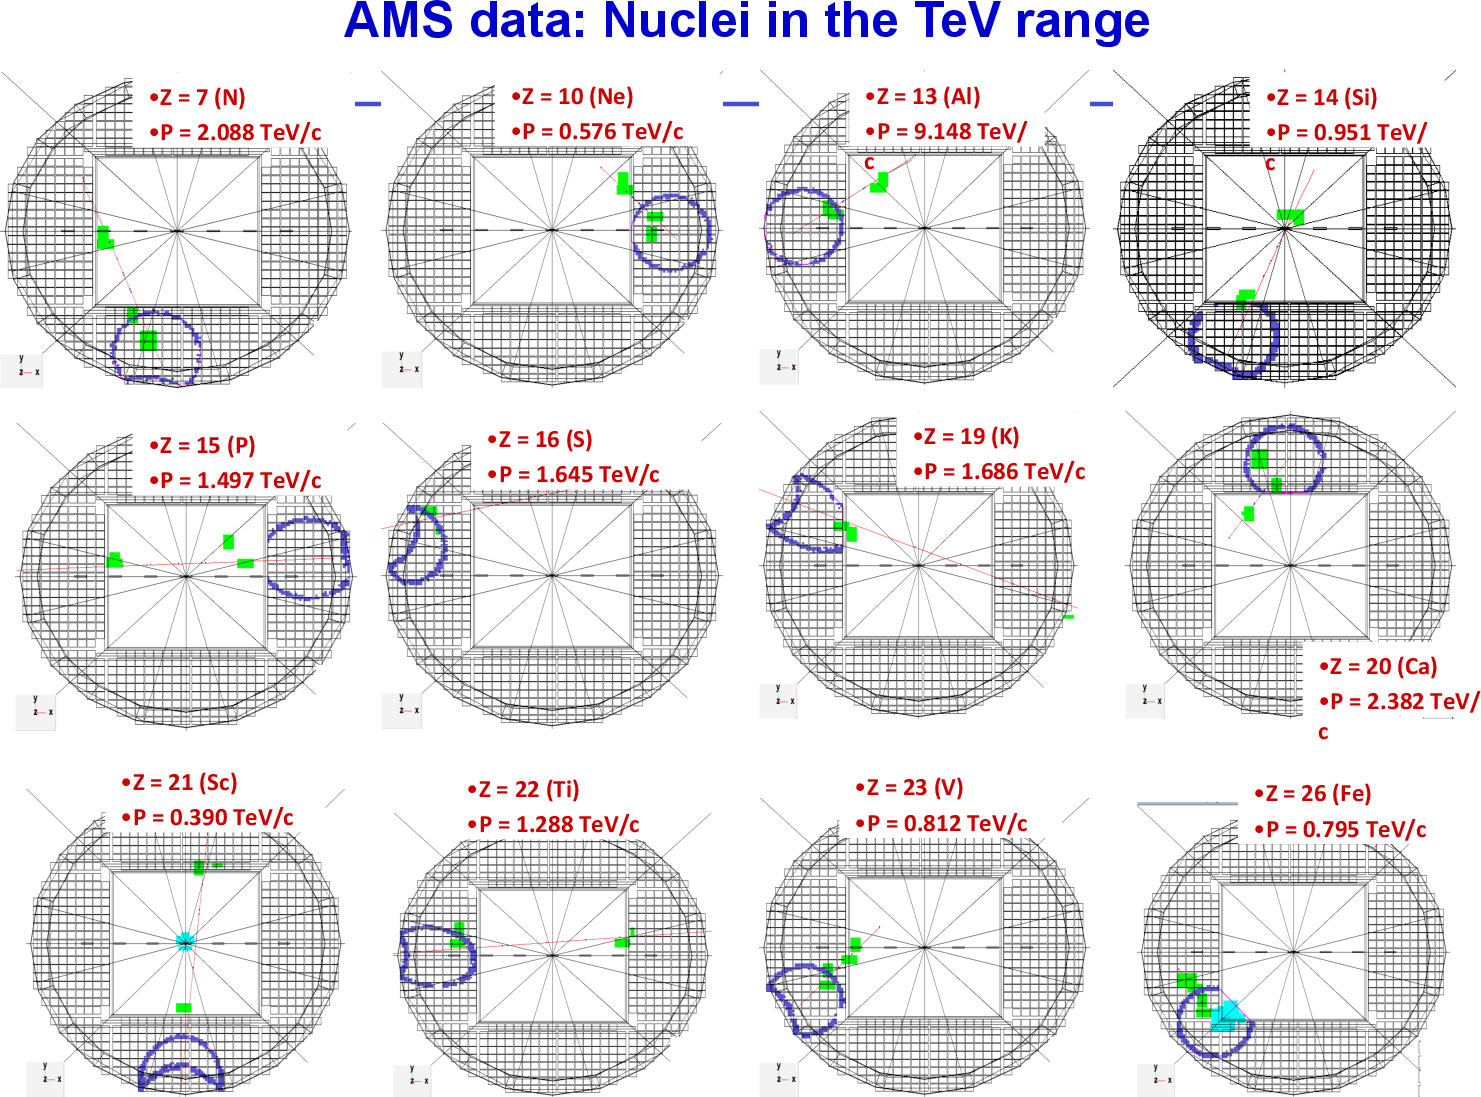 AMS data: Nuclei in the TeV range
•Z = 7 (N)
•P = 2.088 TeV/c
•Z = 10 (Ne)
•P = 0.576 TeV/c
•Z = 13 (Al)
•P = 9.148 TeV/
c
•Z = 14 (Si)
•P = 0.951 TeV/
c
y
z x
y
z x
y
z x
•Z = 15 (P)
•P = 1.497 TeV/c
•Z = 16 (S)
•P = 1.645 TeV/c
•Z = 19 (K)
•P = 1.686 TeV/c
•Z = 20 (Ca)
•P = 2.382 TeV/
c
y
z x
y
z x
y
z x
y
z x
•Z = 21 (Sc)
•P = 0.390 TeV/c
•Z = 22 (Ti)
•P = 1.288 TeV/c
•Z = 23 (V)
•P = 0.812 TeV/c
•Z = 26 (Fe)
•P = 0.795 TeV/c
y
z x
y
z x
y
z x
y
z x